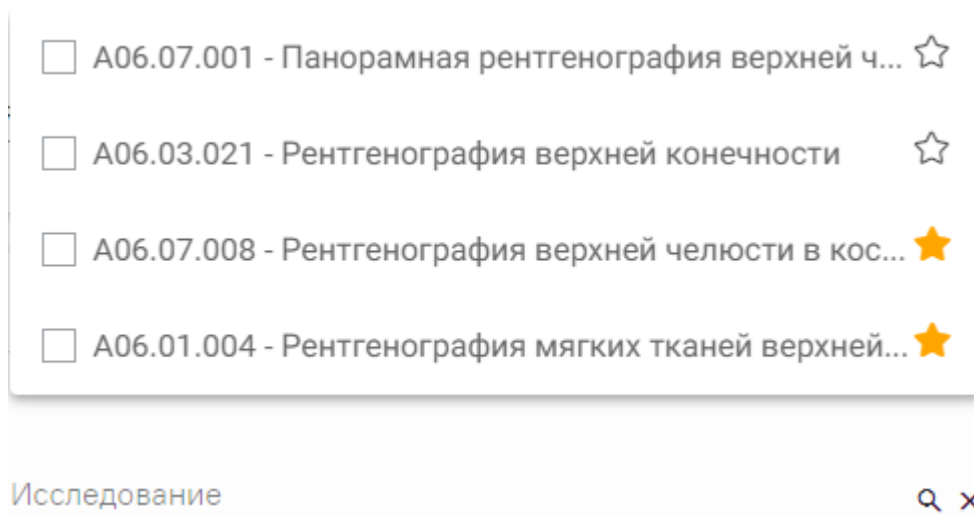 A06.07.001 - Панорамная рентгенография верхней ч...
A06.03.021 - Рентгенография верхней конечности
A06.07.008 - Рентгенография верхней челюсти в кос...
A06.01.004 - Рентгенография мягких тканей верхней...
Исследование